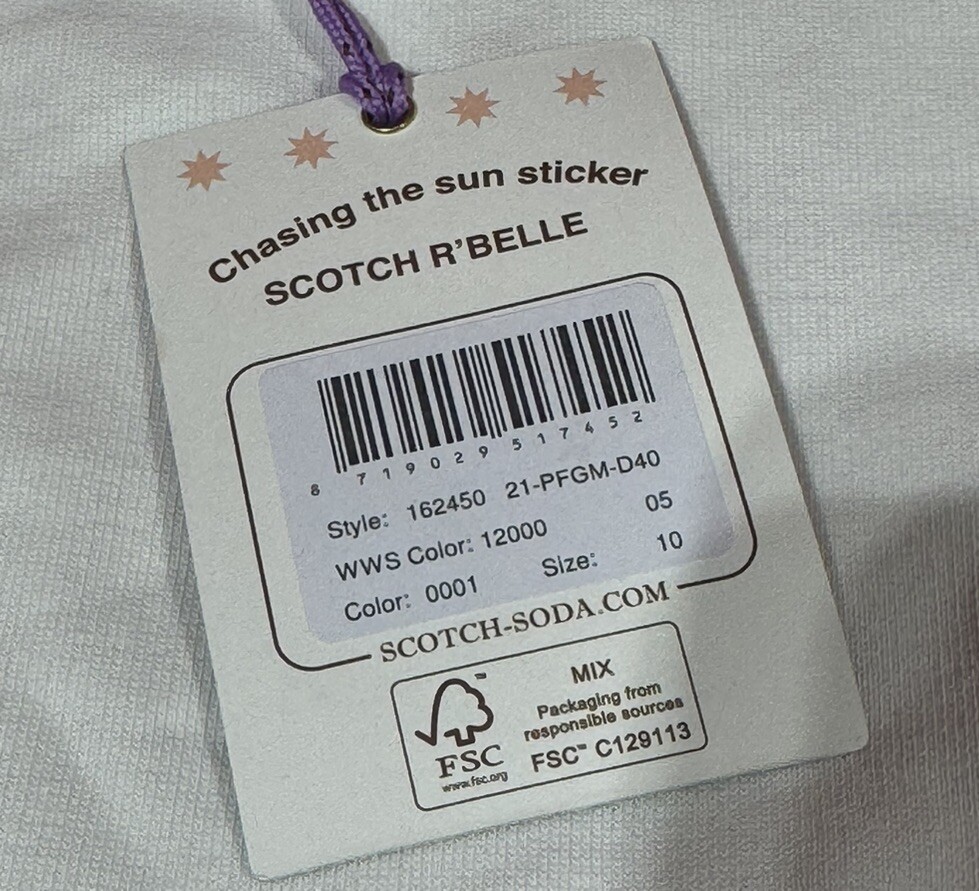 Chasing the sun sticker
SCOTCH R'BELLE
8 719029 517452
Style: 162450 21-PFGM-D40
WWS Color: 12000 05
Color: 0001 Size: 10
SCOTCH-SODA.COM
FSC™
www.fsc.org
MIX
Packaging from
responsible sources
FSC™ C129113